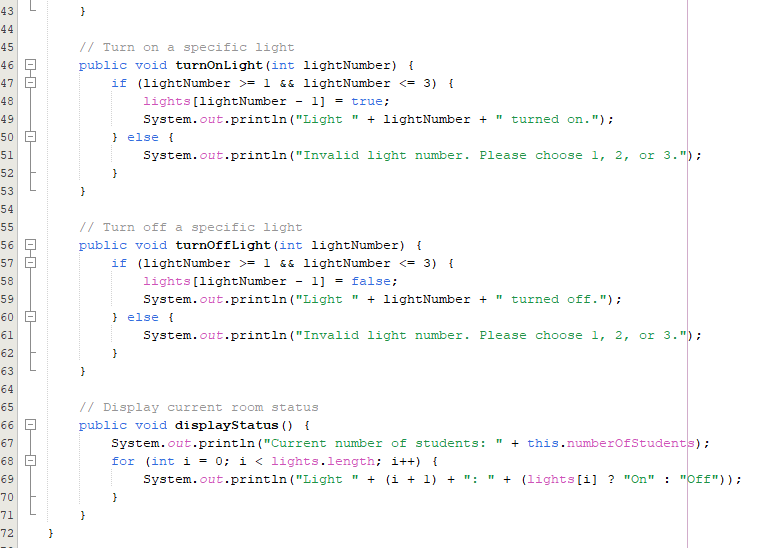 43         }
44
45         // Turn on a specific light
46         public void turnOnLight(int lightNumber) {
47             if (lightNumber >= 1 && lightNumber <= 3) {
48                 lights[lightNumber - 1] = true;
49                 System.out.println("Light " + lightNumber + " turned on.");
50             } else {
51                 System.out.println("Invalid light number. Please choose 1, 2, or 3.");
52             }
53         }
54
55         // Turn off a specific light
56         public void turnOffLight(int lightNumber) {
57             if (lightNumber >= 1 && lightNumber <= 3) {
58                 lights[lightNumber - 1] = false;
59                 System.out.println("Light " + lightNumber + " turned off.");
60             } else {
61                 System.out.println("Invalid light number. Please choose 1, 2, or 3.");
62             }
63         }
64
65         // Display current room status
66         public void displayStatus() {
67             System.out.println("Current number of students: " + this.numberOfStudents);
68             for (int i = 0; i < lights.length; i++) {
69                 System.out.println("Light " + (i + 1) + ": " + (lights[i] ? "On" : "Off"));
70             }
71         }
72     }